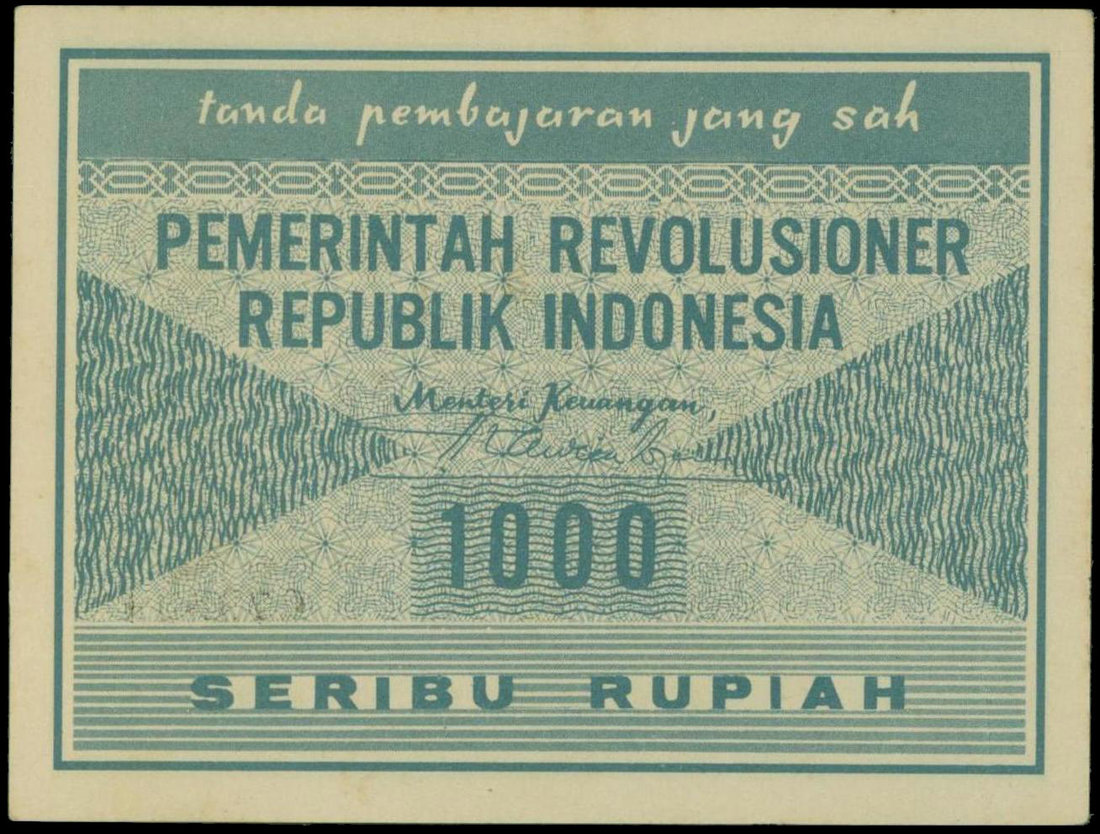 tanda pembajaran jang sah
PEMERINTAH REVOLUSIONER
REPUBLIK INDONESIA
Menteri Keuangan,
1000
SERIBU RUPIAH